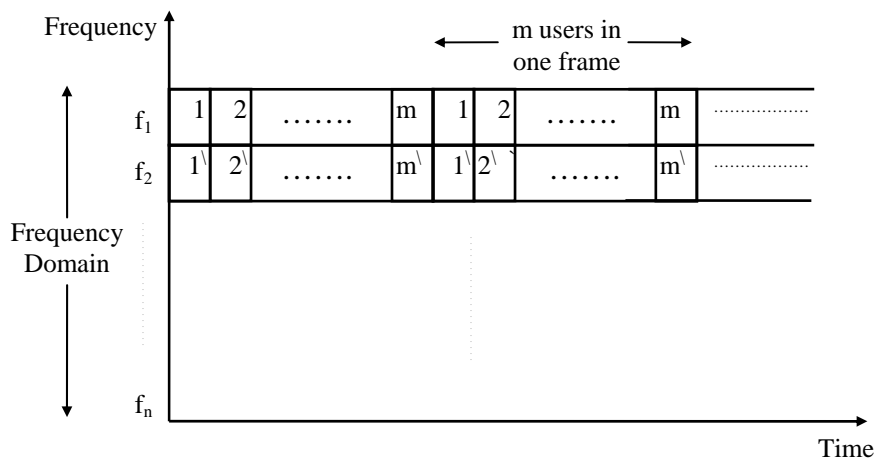 Frequency
m users in
one frame
f₁ 1 2 ....... m 1 2 ....... m ..................
f₂ 1\ 2\ ....... m\ 1\ 2\ ` ....... m\ ..................
Frequency
Domain
fₙ
Time